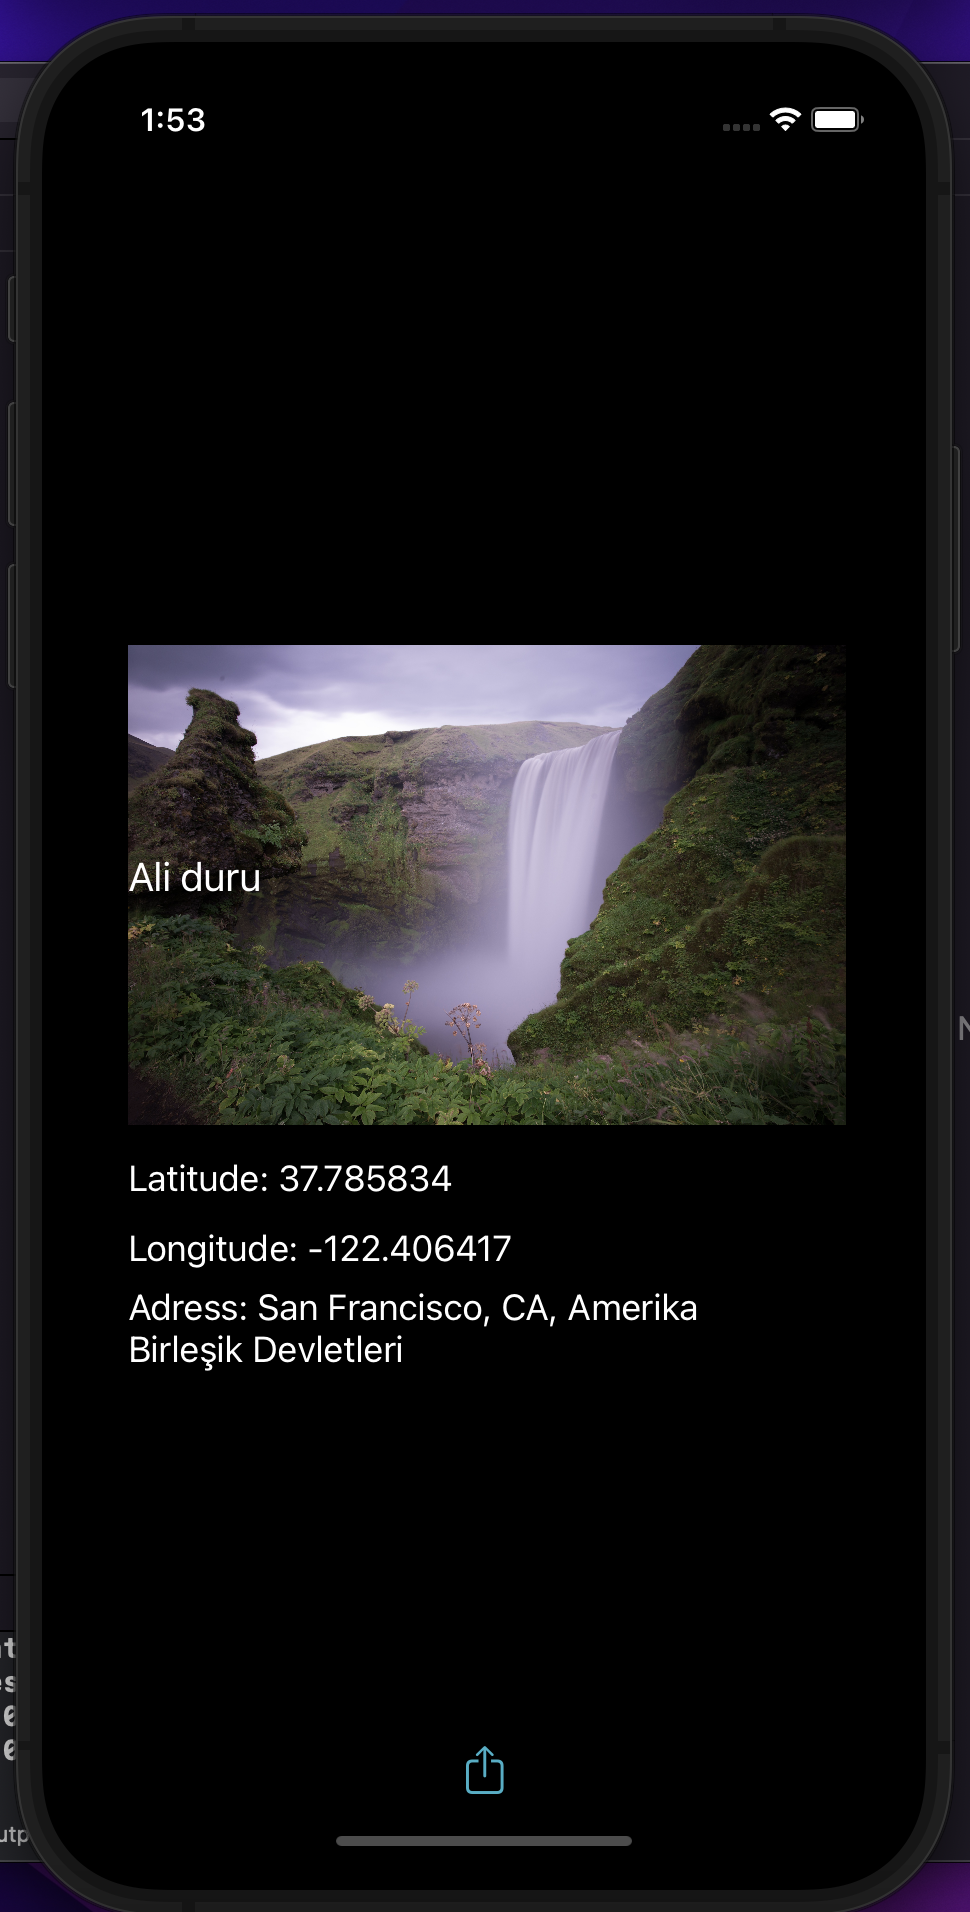 1:53
Ali duru
Latitude: 37.785834
Longitude: -122.406417
Adress: San Francisco, CA, Amerika
Birleşik Devletleri